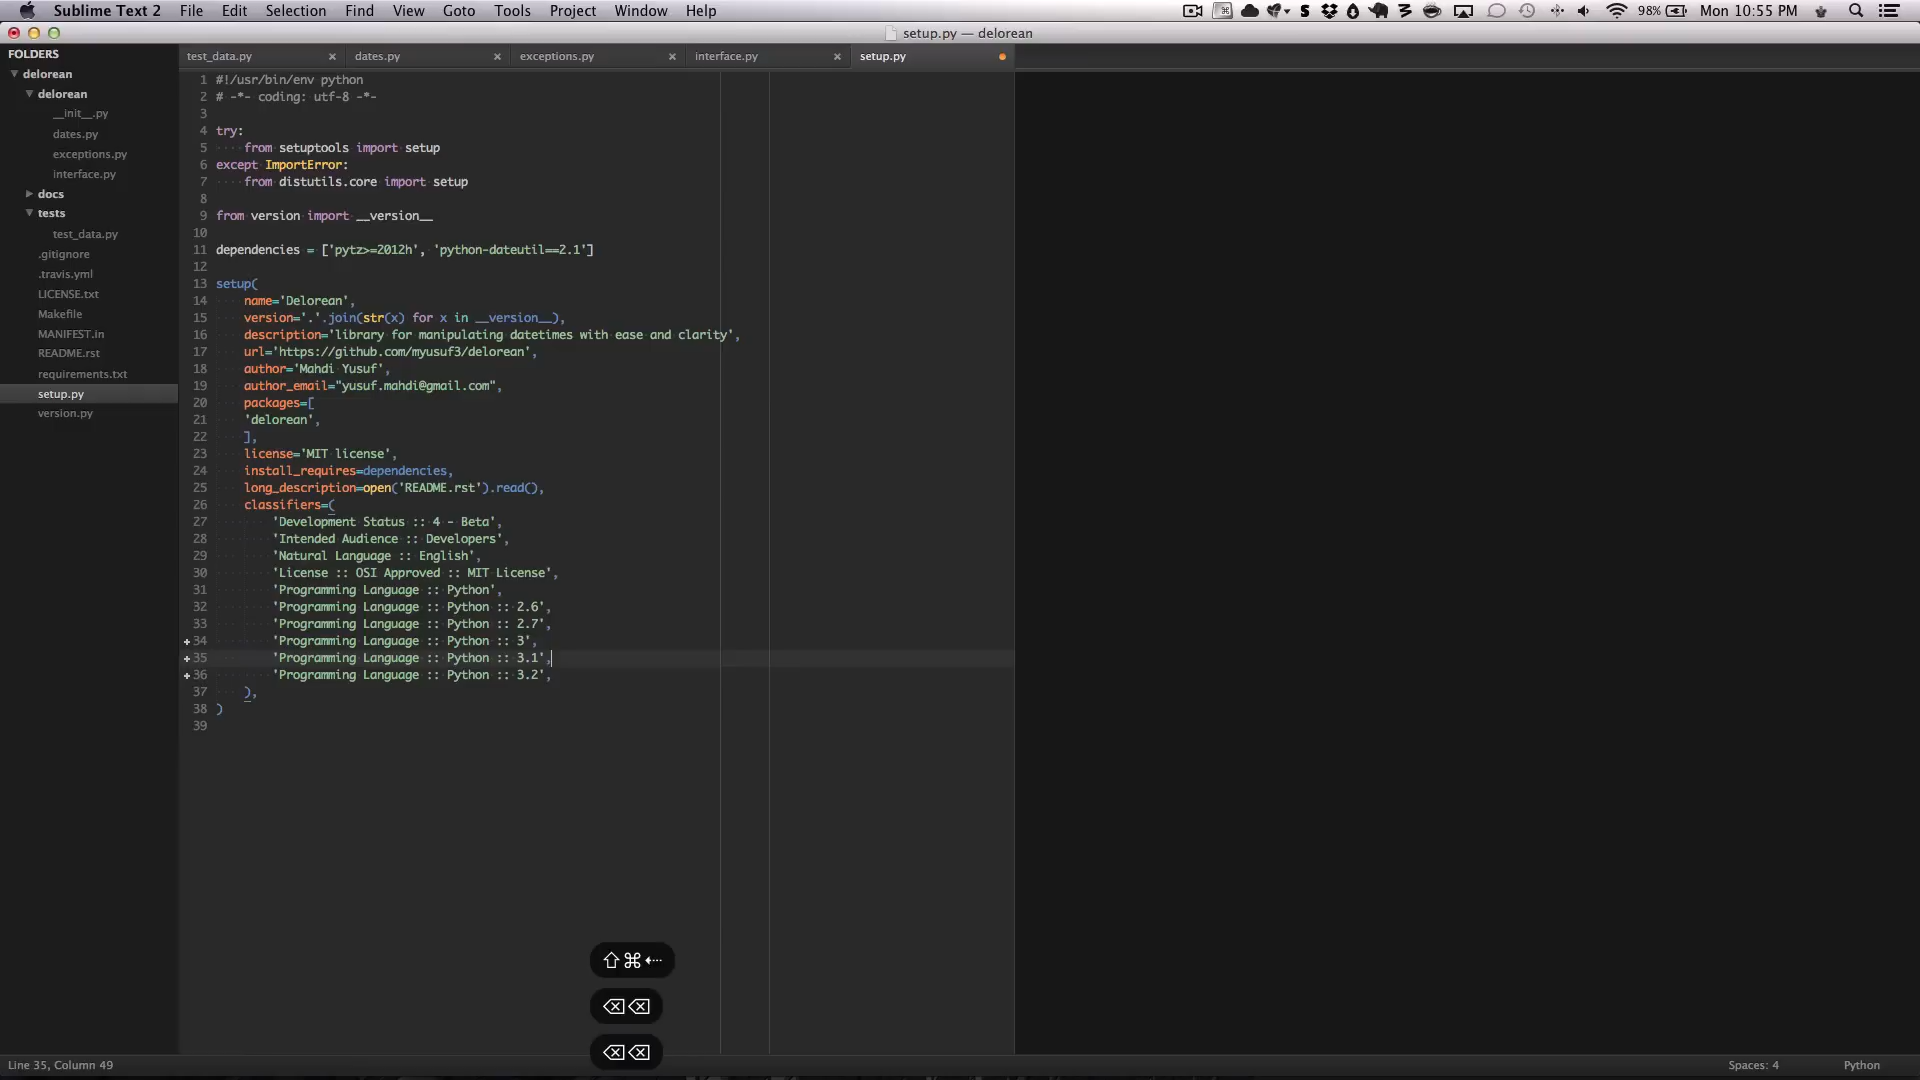 Sublime Text 2 File Edit Selection Find View Goto Tools Project Window Help 98% Mon 10:55 PM
setup.py — delorean
FOLDERS
delorean
delorean
__init__.py
dates.py
exceptions.py
interface.py
docs
tests
test_data.py
.gitignore
.travis.yml
LICENSE.txt
Makefile
MANIFEST.in
README.rst
requirements.txt
setup.py
version.py
test_data.py × dates.py × exceptions.py × interface.py × setup.py
1 #!/usr/bin/env python
2 # -*- coding: utf-8 -*-
3
4 try:
5 from setuptools import setup
6 except ImportError:
7 from distutils.core import setup
8
9 from version import __version__
10
11 dependencies = ['pytz>=2012h', 'python-dateutil==2.1']
12
13 setup(
14 name='Delorean',
15 version='.'.join(str(x) for x in __version__),
16 description='library for manipulating datetimes with ease and clarity',
17 url='https://github.com/myusuf3/delorean',
18 author='Mahdi Yusuf',
19 author_email="yusuf.mahdi@gmail.com",
20 packages=[
21 'delorean',
22 ],
23 license='MIT license',
24 install_requires=dependencies,
25 long_description=open('README.rst').read(),
26 classifiers=(
27 'Development Status :: 4 - Beta',
28 'Intended Audience :: Developers',
29 'Natural Language :: English',
30 'License :: OSI Approved :: MIT License',
31 'Programming Language :: Python',
32 'Programming Language :: Python :: 2.6',
33 'Programming Language :: Python :: 2.7',
34 'Programming Language :: Python :: 3',
35 'Programming Language :: Python :: 3.1',
36 'Programming Language :: Python :: 3.2',
37 ),
38 )
39
⇧⌘⇠
⌫⌫
⌫⌫
Line 35, Column 49 Spaces: 4 Python